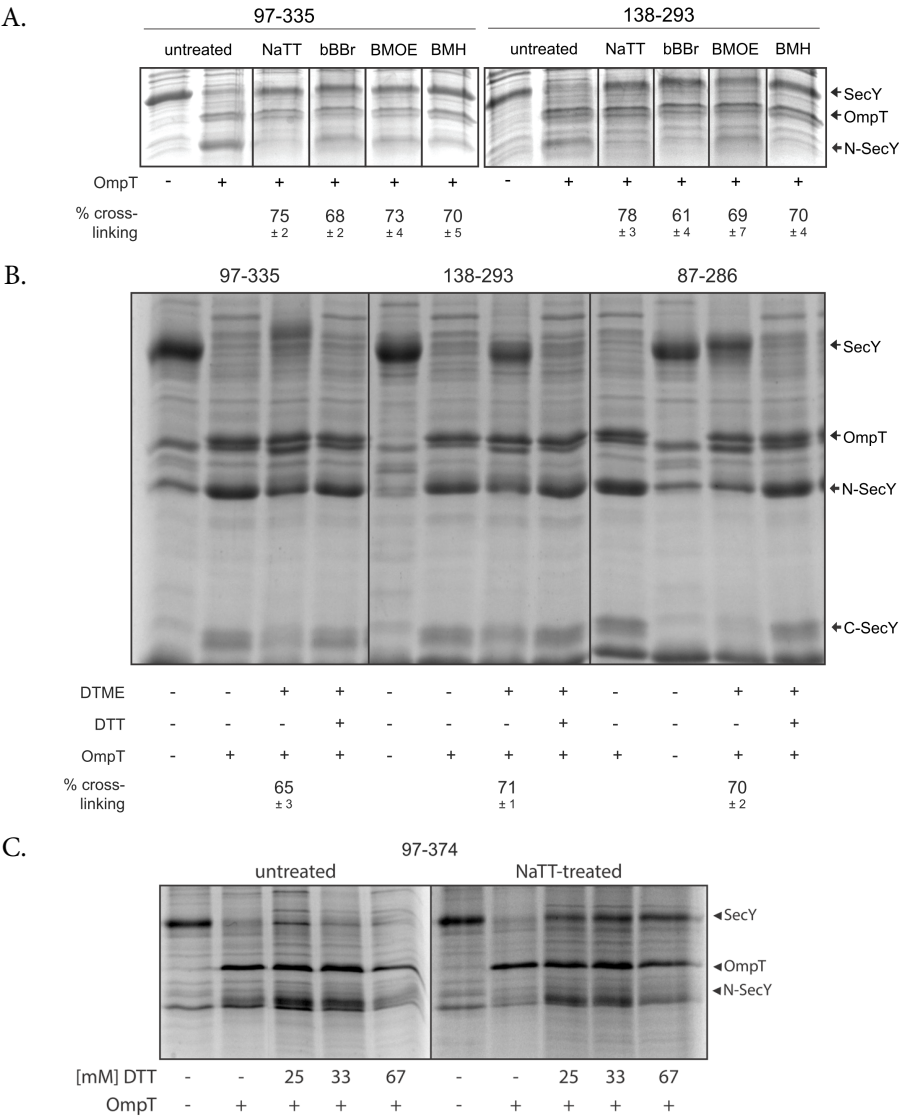 A.
97-335 138-293
untreated NaTT bBBr BMOE BMH untreated NaTT bBBr BMOE BMH
SecY
OmpT
N-SecY
OmpT - + + + + + - + + + + +
% cross- 75 68 73 70 78 61 69 70
linking ± 2 ± 2 ± 4 ± 5 ± 3 ± 4 ± 7 ± 4
B.
97-335 138-293 87-286
SecY
OmpT
N-SecY
C-SecY
DTME - - + + - - + + - - + +
DTT - - - + - - - + - - - +
OmpT - + + + - + + + + - + +
% cross- 65 71 70
linking ± 3 ± 1 ± 2
C.
97-374
untreated NaTT-treated
SecY
OmpT
N-SecY
[mM] DTT - - 25 33 67 - - 25 33 67
OmpT - + + + + - + + + +